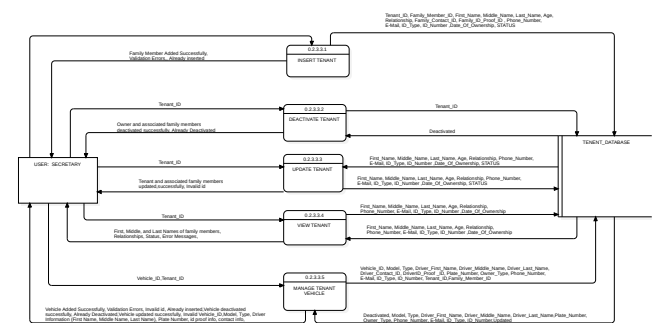 Tenant_ID, Family_Member_ID, First_Name, Middle_Name, Last_Name, Age,
Relationship, Family_Contact_ID, Family_ID_Proof_ID , Phone_Number,
E-Mail, ID_Type, ID_Number ,Date_Of_Ownership, STATUS
0.2.3.3.1
INSERT TENANT
Family Member Added Successfully,
Validation Errors, Already inserted
0.2.3.3.2
DEACTIVATE TENANT
Tenant_ID
Tenant_ID
Owner and associated family members
deactivated successfully, Already Deactivated
Deactivated
USER: SECRETARY
TENENT_DATABASE
0.2.3.3.3
UPDATE TENANT
Tenant_ID
First_Name, Middle_Name, Last_Name, Age, Relationship, Phone_Number,
E-Mail, ID_Type, ID_Number ,Date_Of_Ownership, STATUS
Tenant and associated family members
updated,successfully, Invalid id
First_Name, Middle_Name, Last_Name, Age, Relationship, Phone_Number,
E-Mail, ID_Type, ID_Number ,Date_Of_Ownership, STATUS
0.2.3.3.4
VIEW TENANT
Tenant_ID
First_Name, Middle_Name, Last_Name, Age, Relationship,
Phone_Number, E-Mail, ID_Type, ID_Number ,Date_Of_Ownership
First, Middle, and Last Names of family members,
Relationships, Status, Error Messages,
First_Name, Middle_Name, Last_Name, Age, Relationship,
Phone_Number, E-Mail, ID_Type, ID_Number ,Date_Of_Ownership
0.2.3.3.5
MANAGE TENANT
VEHICLE
Vehicle_ID,Tenant_ID
Vehicle_ID, Model, Type, Driver_First_Name, Driver_Middle_Name, Driver_Last_Name,
Driver_Contact_ID, DriverID_Proof_ID, Plate_Number, Owner_Type, Phone_Number,
E-Mail, ID_Type, ID_Number, Tenant_ID,Family_Member_ID
Vehicle Added Successfully, Validation Errors, Invalid id, Already inserted,Vehicle deactivated
successfully, Already Deactivated,Vehicle updated successfully, Invalid Vehicle_ID,Model, Type, Driver
Information (First Name, Middle Name, Last Name), Plate Number, id proof info, contact info,
Deactivated, Model, Type, Driver_First_Name, Driver_Middle_Name, Driver_Last_Name,Plate_Number,
Owner_Type, Phone_Number, E-Mail, ID_Type, ID_Number,Updated